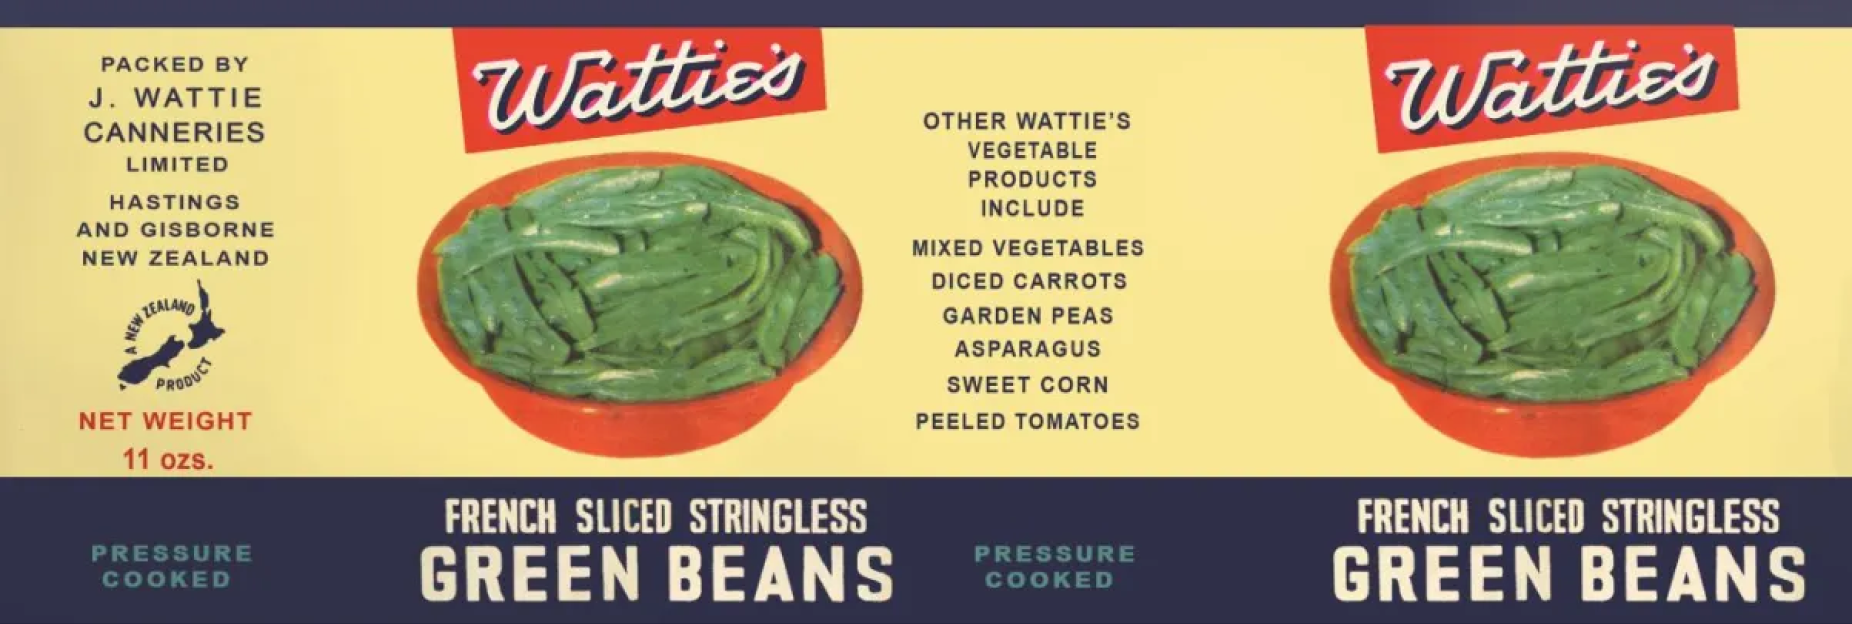 PACKED BY
J. WATTIE
CANNERIES
LIMITED
HASTINGS
AND GISBORNE
NEW ZEALAND
A NEW ZEALAND
PRODUCT
NET WEIGHT
11 ozs.
PRESSURE
COOKED
Wattie's
FRENCH SLICED STRINGLESS
GREEN BEANS
OTHER WATTIE'S
VEGETABLE
PRODUCTS
INCLUDE
MIXED VEGETABLES
DICED CARROTS
GARDEN PEAS
ASPARAGUS
SWEET CORN
PEELED TOMATOES
PRESSURE
COOKED
Wattie's
FRENCH SLICED STRINGLESS
GREEN BEANS